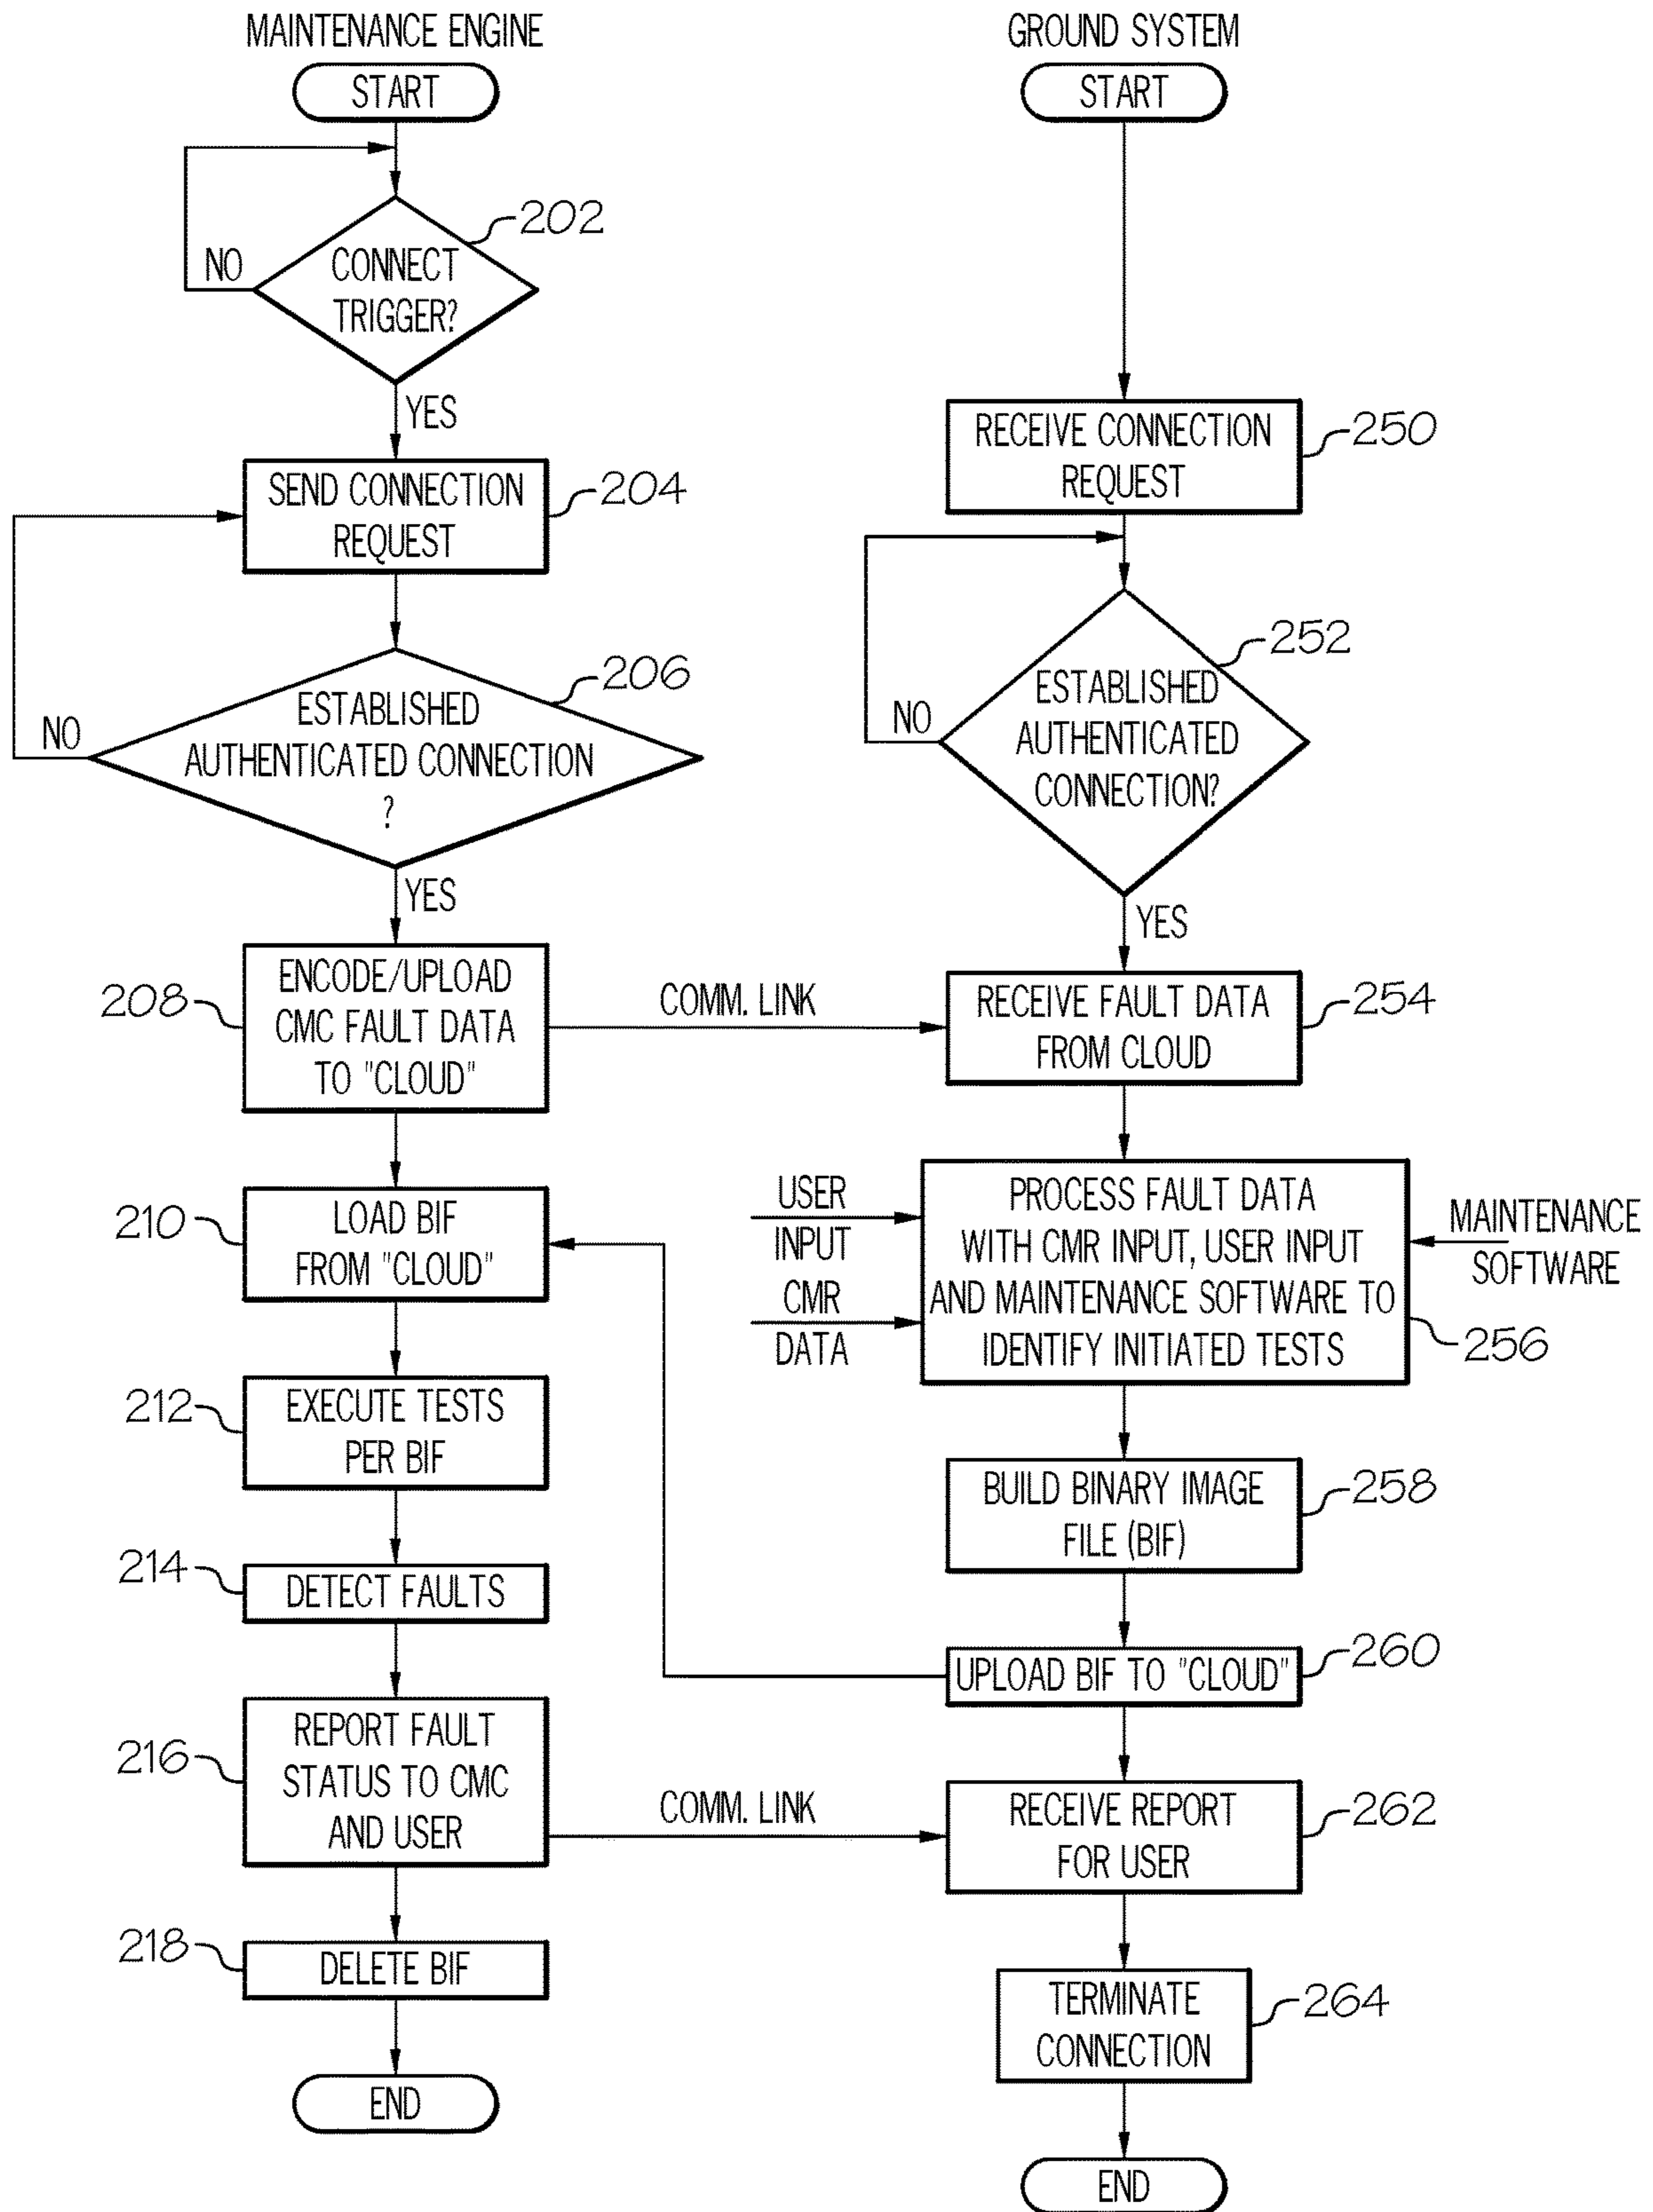 MAINTENANCE ENGINE
START
202
CONNECT
TRIGGER?
NO
YES
SEND CONNECTION
REQUEST
204
206
ESTABLISHED
AUTHENTICATED CONNECTION
?
NO
YES
208
ENCODE/UPLOAD
CMC FAULT DATA
TO "CLOUD"
COMM. LINK
210
LOAD BIF
FROM "CLOUD"
212
EXECUTE TESTS
PER BIF
214
DETECT FAULTS
216
REPORT FAULT
STATUS TO CMC
AND USER
COMM. LINK
218
DELETE BIF
END
GROUND SYSTEM
START
RECEIVE CONNECTION
REQUEST
250
252
ESTABLISHED
AUTHENTICATED
CONNECTION?
NO
YES
RECEIVE FAULT DATA
FROM CLOUD
254
USER
INPUT
CMR
DATA
PROCESS FAULT DATA
WITH CMR INPUT, USER INPUT
AND MAINTENANCE SOFTWARE TO
IDENTIFY INITIATED TESTS
MAINTENANCE
SOFTWARE
256
BUILD BINARY IMAGE
FILE (BIF)
258
UPLOAD BIF TO "CLOUD"
260
RECEIVE REPORT
FOR USER
262
TERMINATE
CONNECTION
264
END